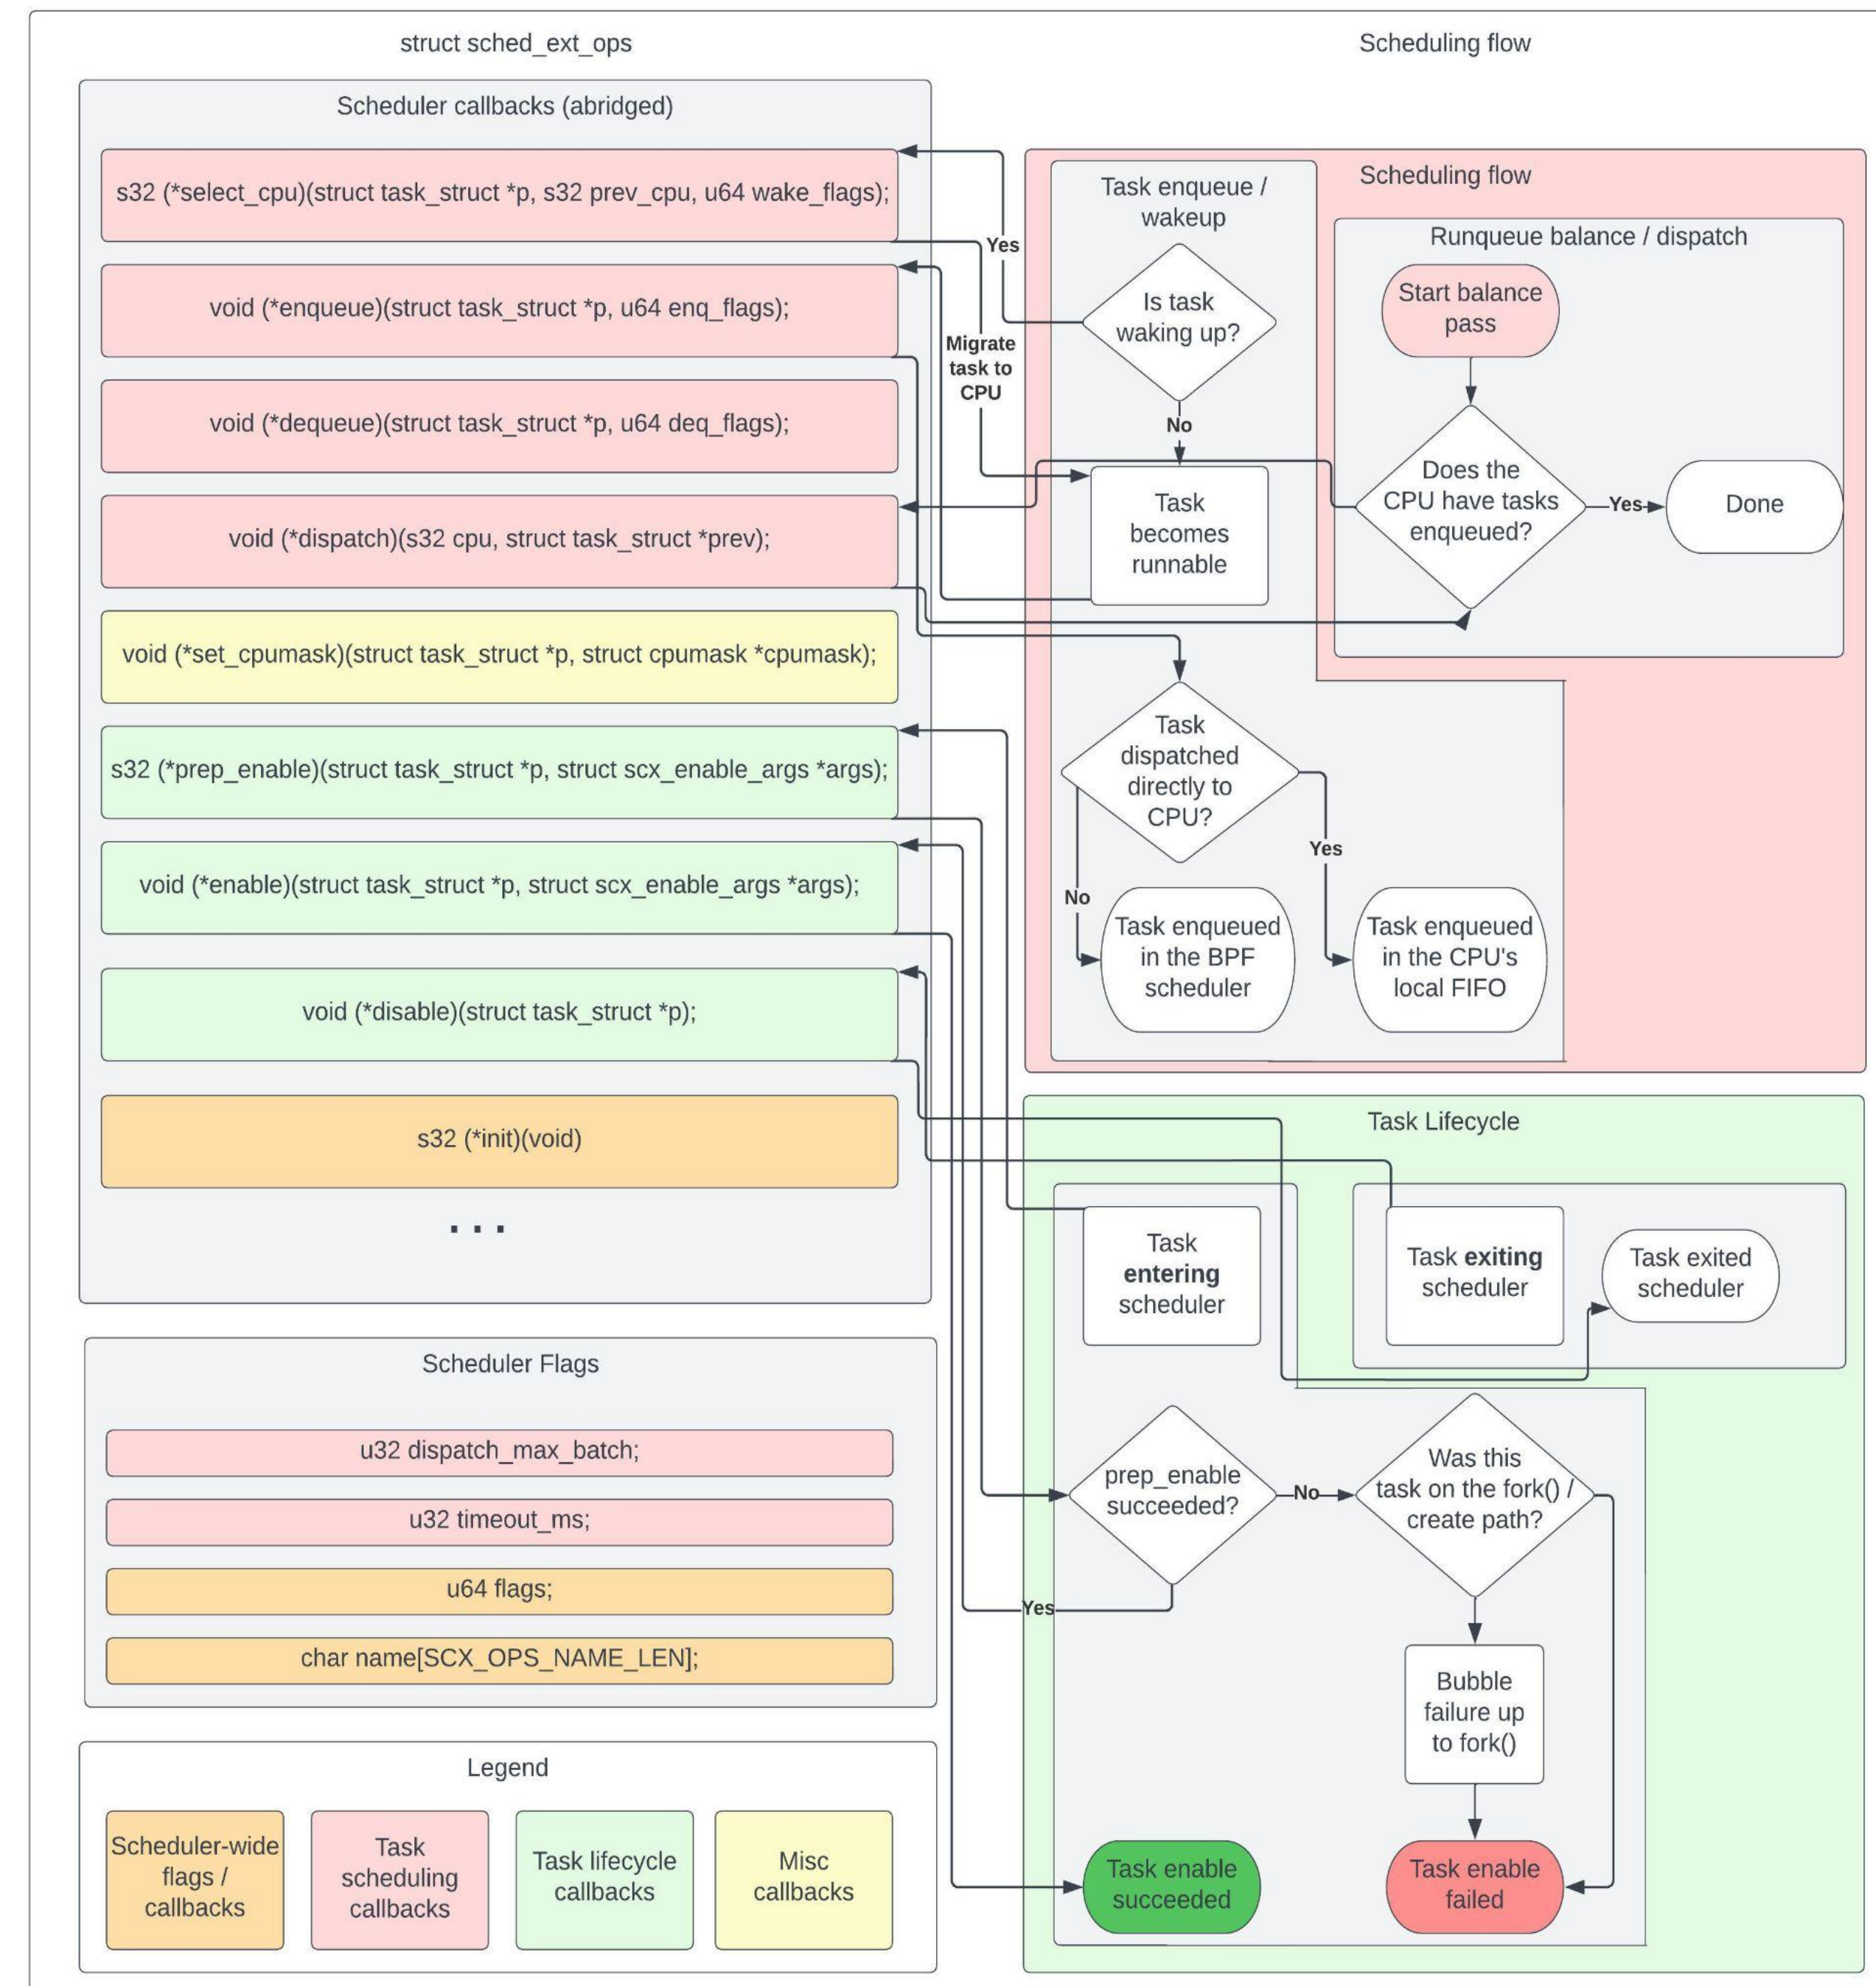 struct sched_ext_ops
Scheduling flow
Scheduler callbacks (abridged)
s32 (*select_cpu)(struct task_struct *p, s32 prev_cpu, u64 wake_flags);
void (*enqueue)(struct task_struct *p, u64 enq_flags);
void (*dequeue)(struct task_struct *p, u64 deq_flags);
void (*dispatch)(s32 cpu, struct task_struct *prev);
void (*set_cpumask)(struct task_struct *p, struct cpumask *cpumask);
s32 (*prep_enable)(struct task_struct *p, struct scx_enable_args *args);
void (*enable)(struct task_struct *p, struct scx_enable_args *args);
void (*disable)(struct task_struct *p);
s32 (*init)(void)
. . .
Yes
Migrate
task to
CPU
Scheduling flow
Task enqueue /
wakeup
Is task
waking up?
No
Task
becomes
runnable
Runqueue balance / dispatch
Start balance
pass
Does the
CPU have tasks
enqueued?
Yes
Done
Task
dispatched
directly to
CPU?
No
Yes
Task enqueued
in the BPF
scheduler
Task enqueued
in the CPU's
local FIFO
Task Lifecycle
Task
entering
scheduler
Task exiting
scheduler
Task exited
scheduler
prep_enable
succeeded?
No
Was this
task on the fork() /
create path?
Yes
Bubble
failure up
to fork()
Task enable
succeeded
Task enable
failed
Scheduler Flags
u32 dispatch_max_batch;
u32 timeout_ms;
u64 flags;
char name[SCX_OPS_NAME_LEN];
Legend
Scheduler-wide
flags /
callbacks
Task
scheduling
callbacks
Task lifecycle
callbacks
Misc
callbacks